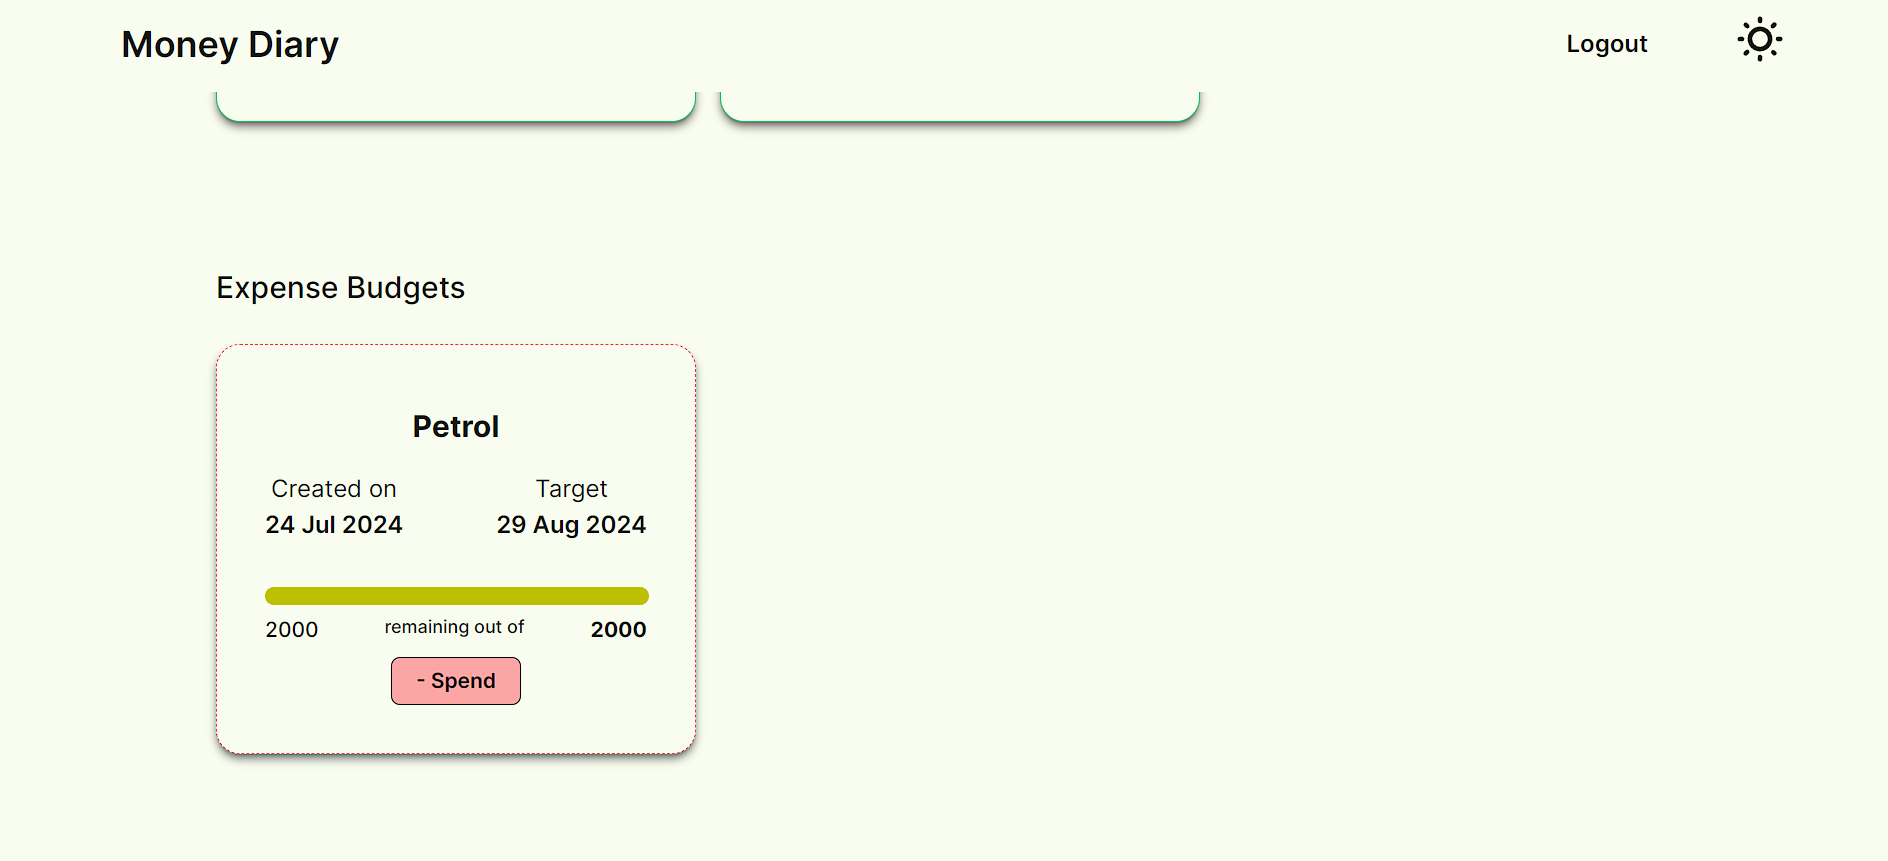 Money Diary
Logout
Expense Budgets
Petrol
Created on
Target
24 Jul 2024
29 Aug 2024
2000 remaining out of 2000
- Spend